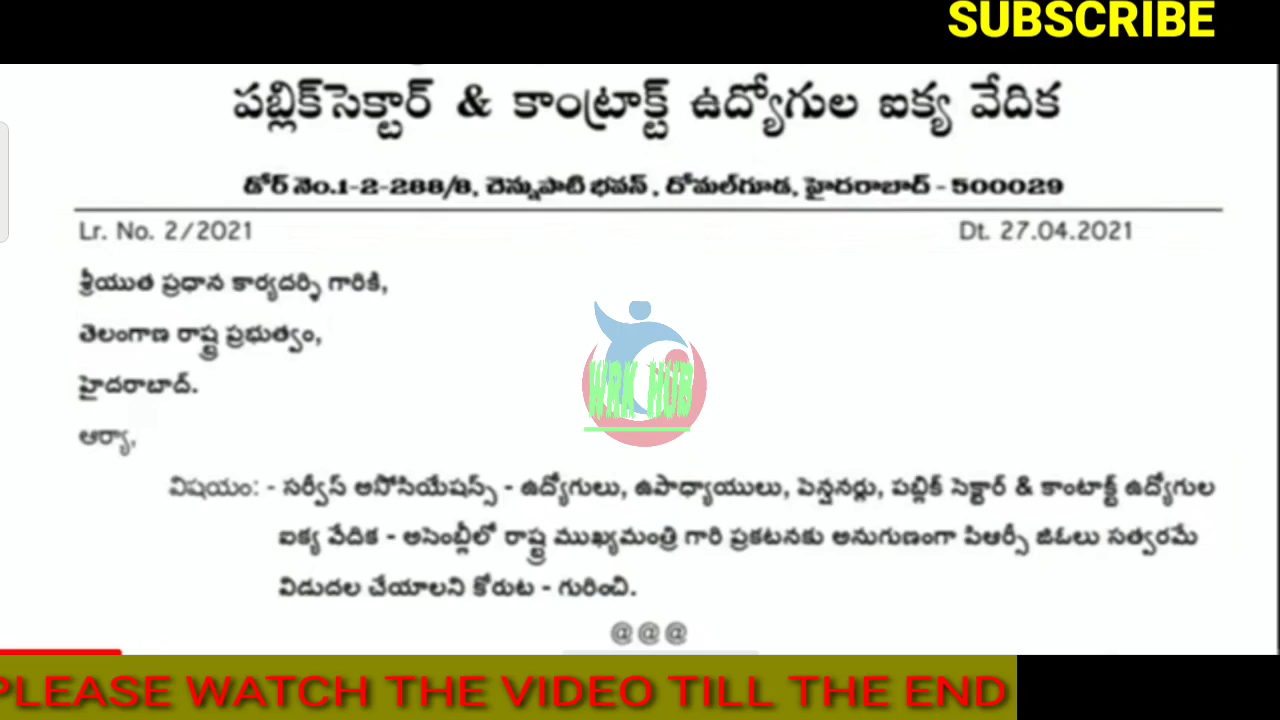 SUBSCRIBE
పబ్లిక్‌సెక్టార్ & కాంట్రాక్ట్ ఉద్యోగుల ఐక్య వేదిక
డోర్ నెం.1-2-288/8, చెన్నుపాటి భవన్ , దోమల్‌గూడ, హైదరాబాద్ - 500029
Lr. No. 2/2021 Dt. 27.04.2021
శ్రీయుత ప్రధాన కార్యదర్శి గారికి,
తెలంగాణ రాష్ట్ర ప్రభుత్వం,
హైదరాబాద్.
ఆర్యా,
విషయం: - సర్వీస్ అసోసియేషన్స్ - ఉద్యోగులు, ఉపాధ్యాయులు, పెన్షనర్లు, పబ్లిక్ సెక్టార్ & కాంటాక్ట్ ఉద్యోగుల
ఐక్య వేదిక - అసెంబ్లీలో రాష్ట్ర ముఖ్యమంత్రి గారి ప్రకటనకు అనుగుణంగా పిఆర్సీ జిఓలు సత్వరమే
విడుదల చేయాలని కోరుట - గురించి.
@@@
WRK HUB
PLEASE WATCH THE VIDEO TILL THE END